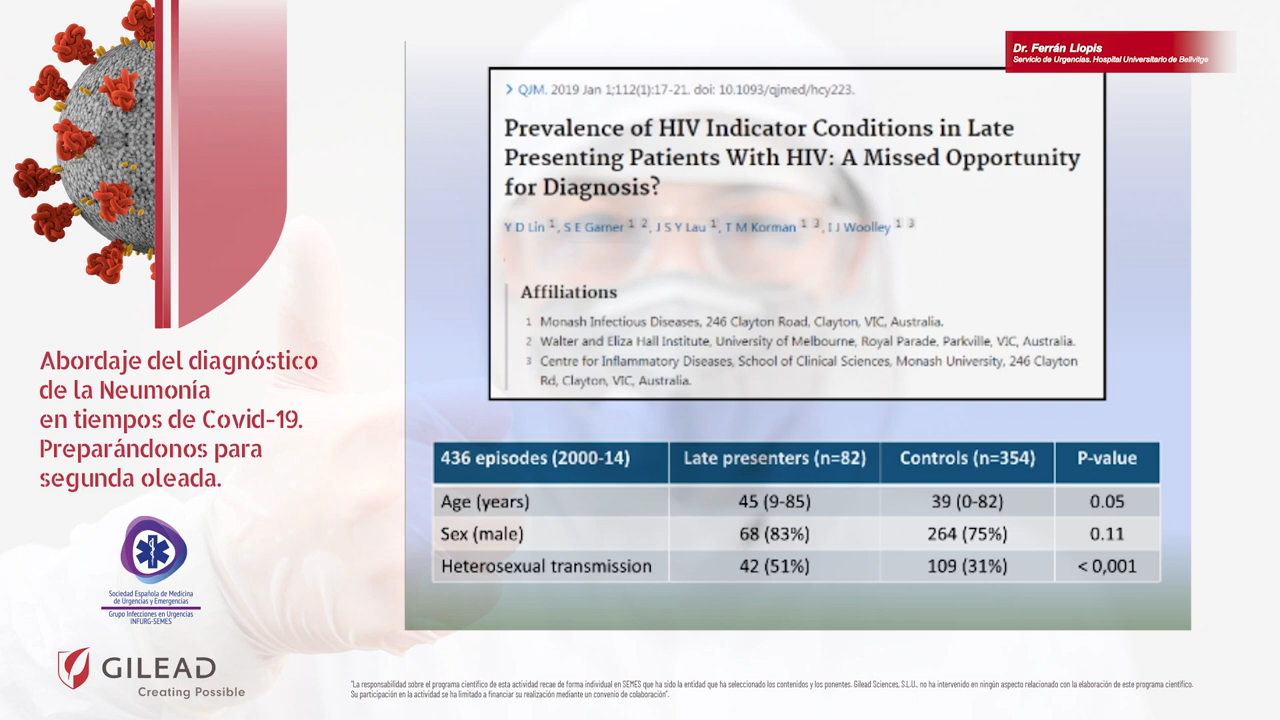 Dr. Ferrán Llopis
Servicio de Urgencias. Hospital Universitario de Bellvitge
> QJM. 2019 Jan 1;112(1):17-21. doi: 10.1093/qjmed/hcy223.
Prevalence of HIV Indicator Conditions in Late
Presenting Patients With HIV: A Missed Opportunity
for Diagnosis?
Y D Lin 1, S E Garner 1 2, J S Y Lau 1, T M Korman 1 3, I J Woolley 1 3
Affiliations
1 Monash Infectious Diseases, 246 Clayton Road, Clayton, VIC, Australia.
2 Walter and Eliza Hall Institute, University of Melbourne, Royal Parade, Parkville, VIC, Australia.
3 Centre for Inflammatory Diseases, School of Clinical Sciences, Monash University, 246 Clayton
Rd, Clayton, VIC, Australia.
Abordaje del diagnóstico
de la Neumonía
en tiempos de Covid-19.
Preparándonos para
segunda oleada.
436 episodes (2000-14) Late presenters (n=82) Controls (n=354) P-value
Age (years) 45 (9-85) 39 (0-82) 0.05
Sex (male) 68 (83%) 264 (75%) 0.11
Heterosexual transmission 42 (51%) 109 (31%) < 0,001
Sociedad Española de Medicina
de Urgencias y Emergencias
Grupo Infecciones en Urgencias
INFURG-SEMES
GILEAD
Creating Possible
"La responsabilidad sobre el programa científico de esta actividad recae de forma individual en SEMES que ha sido la entidad que ha seleccionado los contenidos y los ponentes. Gilead Sciences, S.L.U., no ha intervenido en ningún aspecto relacionado con la elaboración de este programa científico.
Su participación en la actividad se ha limitado a financiar su realización mediante un convenio de colaboración".